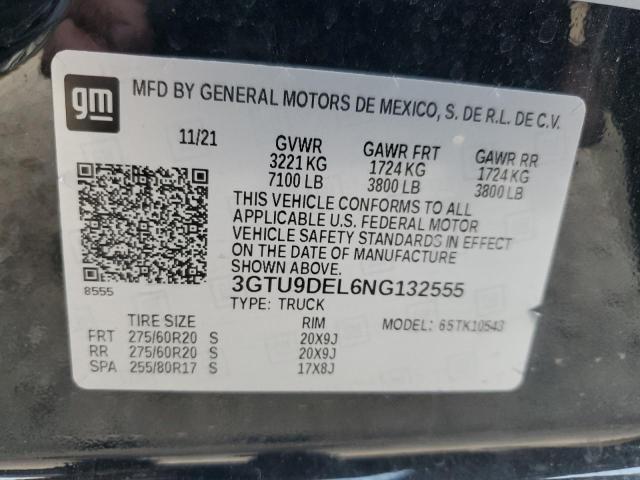 gm
MFD BY GENERAL MOTORS DE MEXICO, S. DE R.L. DE C.V.
11/21 GVWR GAWR FRT GAWR RR
3221 KG 1724 KG 1724 KG
7100 LB 3800 LB 3800 LB
THIS VEHICLE CONFORMS TO ALL
APPLICABLE U.S. FEDERAL MOTOR
VEHICLE SAFETY STANDARDS IN EFFECT
ON THE DATE OF MANUFACTURE
SHOWN ABOVE.
8555
3GTU9DEL6NG132555
TYPE: TRUCK
TIRE SIZE RIM MODEL: 6STK10543
FRT 275/60R20 S 20X9J
RR 275/60R20 S 20X9J
SPA 255/80R17 S 17X8J